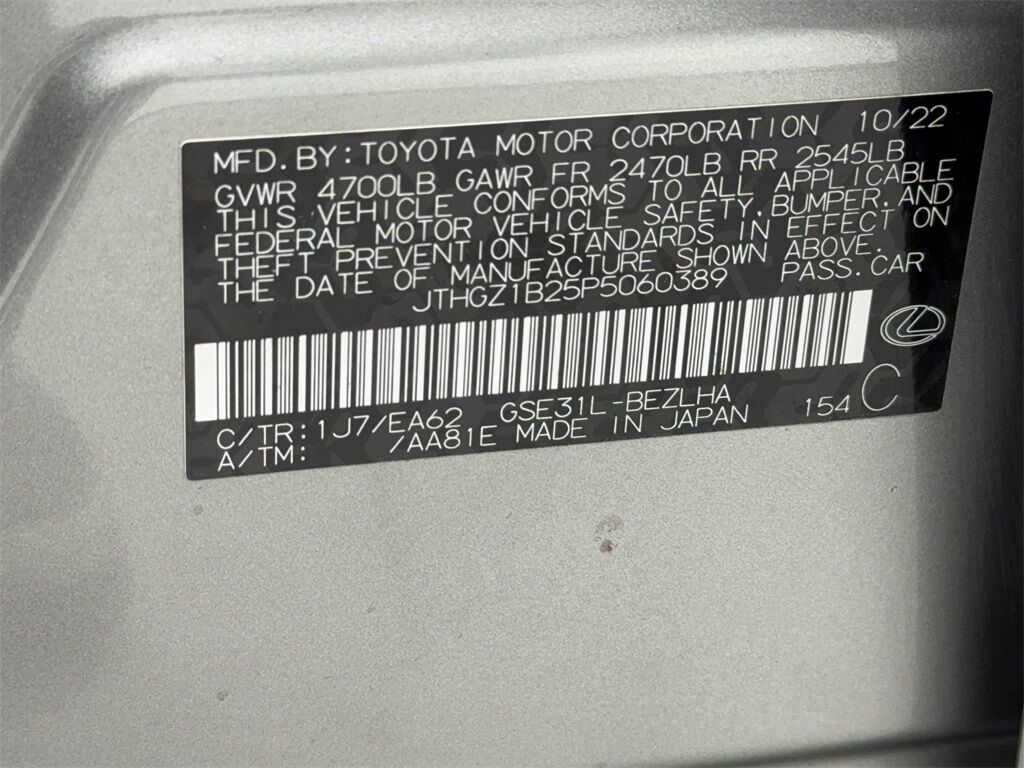 MFD.BY:TOYOTA MOTOR CORPORATION 10/22
GVWR 4700LB GAWR FR 2470LB RR 2545LB
THIS VEHICLE CONFORMS TO ALL APPLICABLE
FEDERAL MOTOR VEHICLE SAFETY,BUMPER,AND
THEFT PREVENTION STANDARDS IN EFFECT ON
THE DATE OF MANUFACTURE SHOWN ABOVE.
JTHGZ1B25P5060389 PASS.CAR
C/TR:1J7/EA62 GSE31L-BEZLHA 154 C
A/TM: /AA81E MADE IN JAPAN